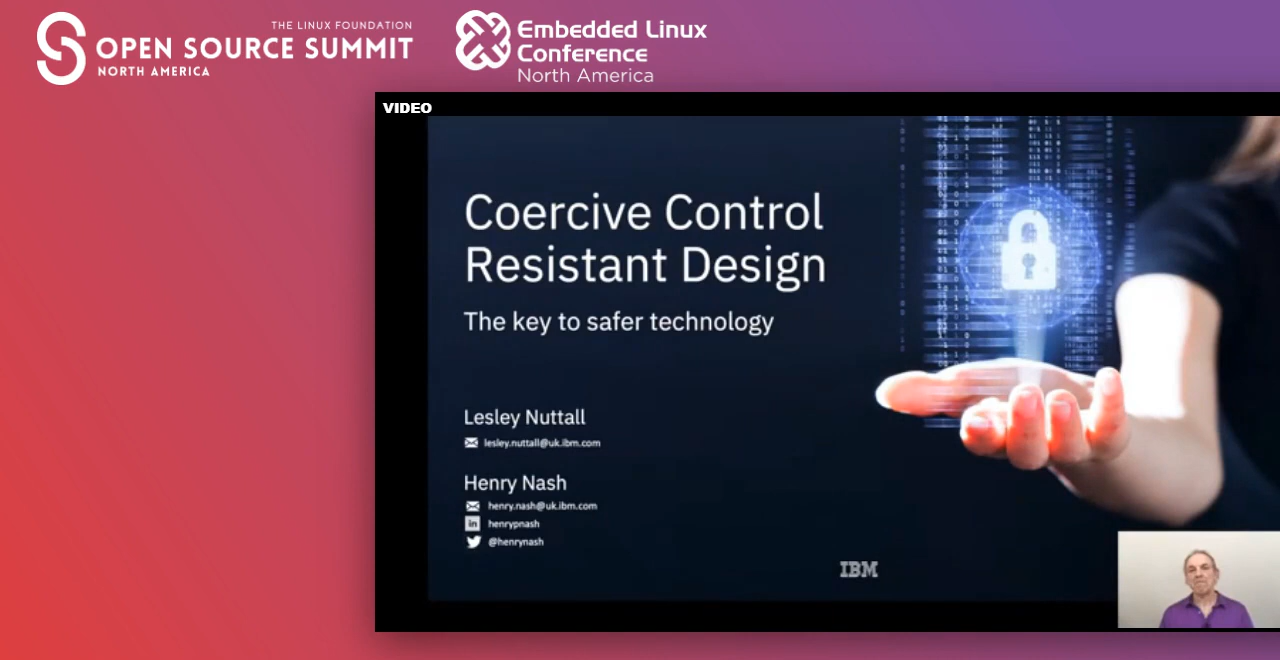 THE LINUX FOUNDATION
OPEN SOURCE SUMMIT
NORTH AMERICA
Embedded Linux
Conference
North America
VIDEO
Coercive Control
Resistant Design
The key to safer technology
Lesley Nuttall
lesley.nuttall@uk.ibm.com
Henry Nash
henry.nash@uk.ibm.com
in henrypnash
@henrynash
IBM